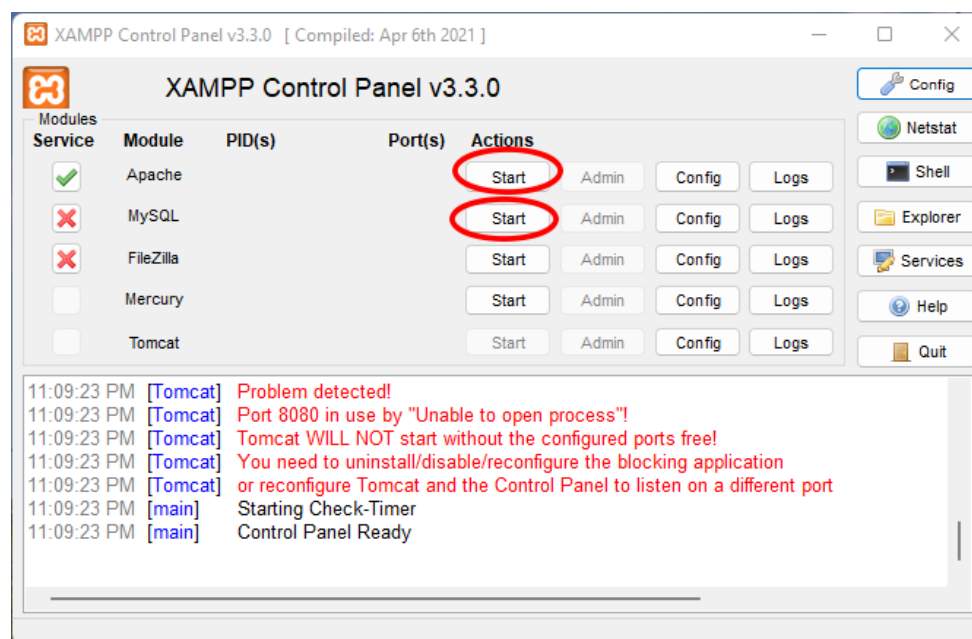 XAMPP Control Panel v3.3.0 [ Compiled: Apr 6th 2021 ]
XAMPP Control Panel v3.3.0
Config
Modules
Service Module PID(s) Port(s) Actions
Netstat
Apache Start Admin Config Logs
Shell
MySQL Start Admin Config Logs
Explorer
FileZilla Start Admin Config Logs
Services
Mercury Start Admin Config Logs
Help
Tomcat Start Admin Config Logs
Quit
11:09:23 PM [Tomcat] Problem detected!
11:09:23 PM [Tomcat] Port 8080 in use by "Unable to open process"!
11:09:23 PM [Tomcat] Tomcat WILL NOT start without the configured ports free!
11:09:23 PM [Tomcat] You need to uninstall/disable/reconfigure the blocking application
11:09:23 PM [Tomcat] or reconfigure Tomcat and the Control Panel to listen on a different port
11:09:23 PM [main] Starting Check-Timer
11:09:23 PM [main] Control Panel Ready